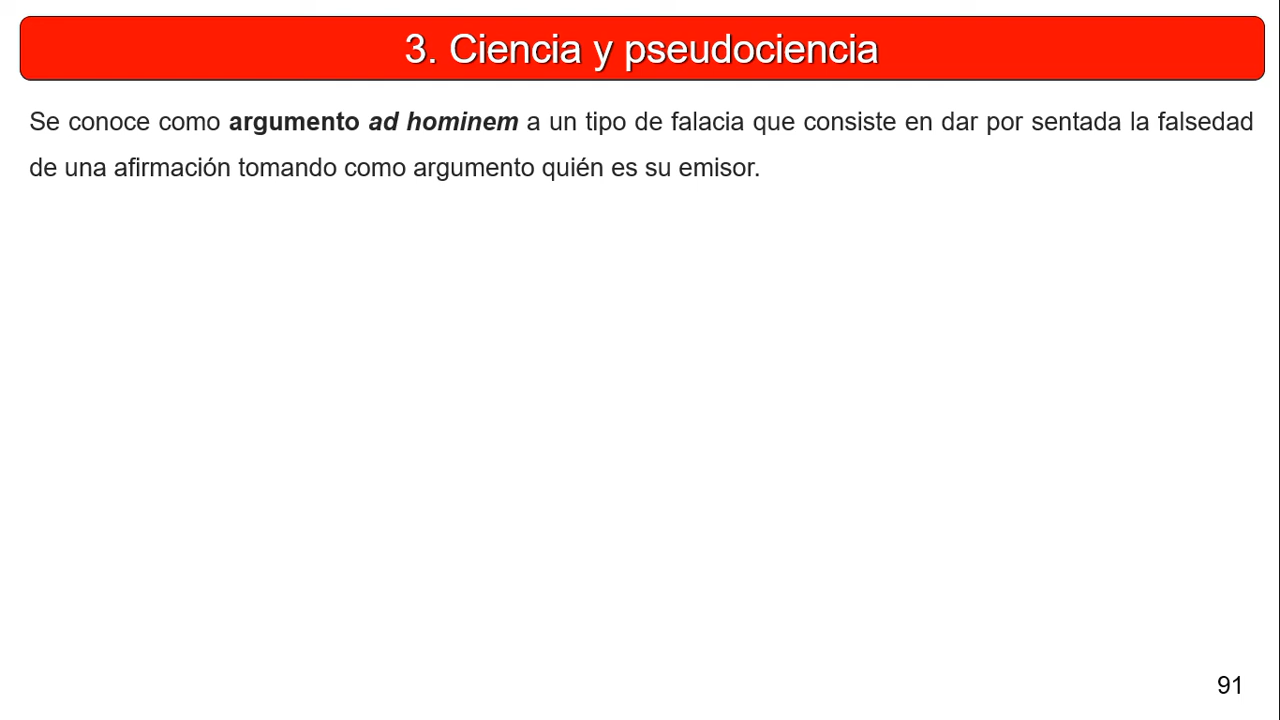 3. Ciencia y pseudociencia
Se conoce como argumento ad hominem a un tipo de falacia que consiste en dar por sentada la falsedad
de una afirmación tomando como argumento quién es su emisor.
91